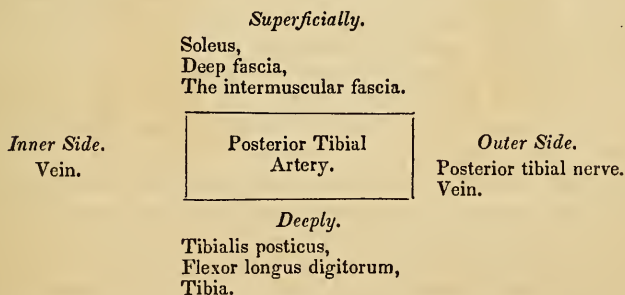 Superficially.
Soleus,
Deep fascia,
The intermuscular fascia.
Inner Side.
Vein.
Posterior Tibial
Artery.
Outer Side.
Posterior tibial nerve.
Vein.
Deeply.
Tibialis posticus,
Flexor longus digitorum,
Tibia.